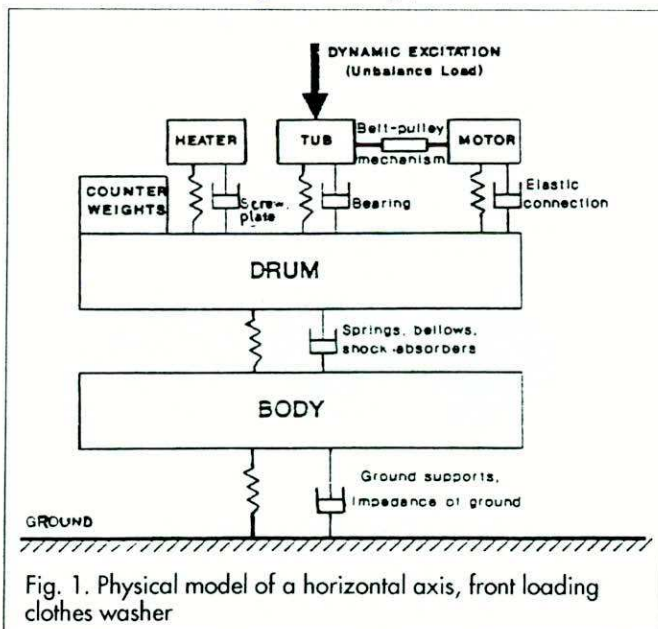 DYNAMIC EXCITATION
(Unbalance Load)
HEATER
TUB
Belt-pulley
mechanism
MOTOR
COUNTER
WEIGHTS
Screw,
plate
Bearing
Elastic
connection
DRUM
Springs, bellows,
shock-absorbers
BODY
Ground supports,
Impedance of ground
GROUND
Fig. 1. Physical model of a horizontal axis, front loading
clothes washer